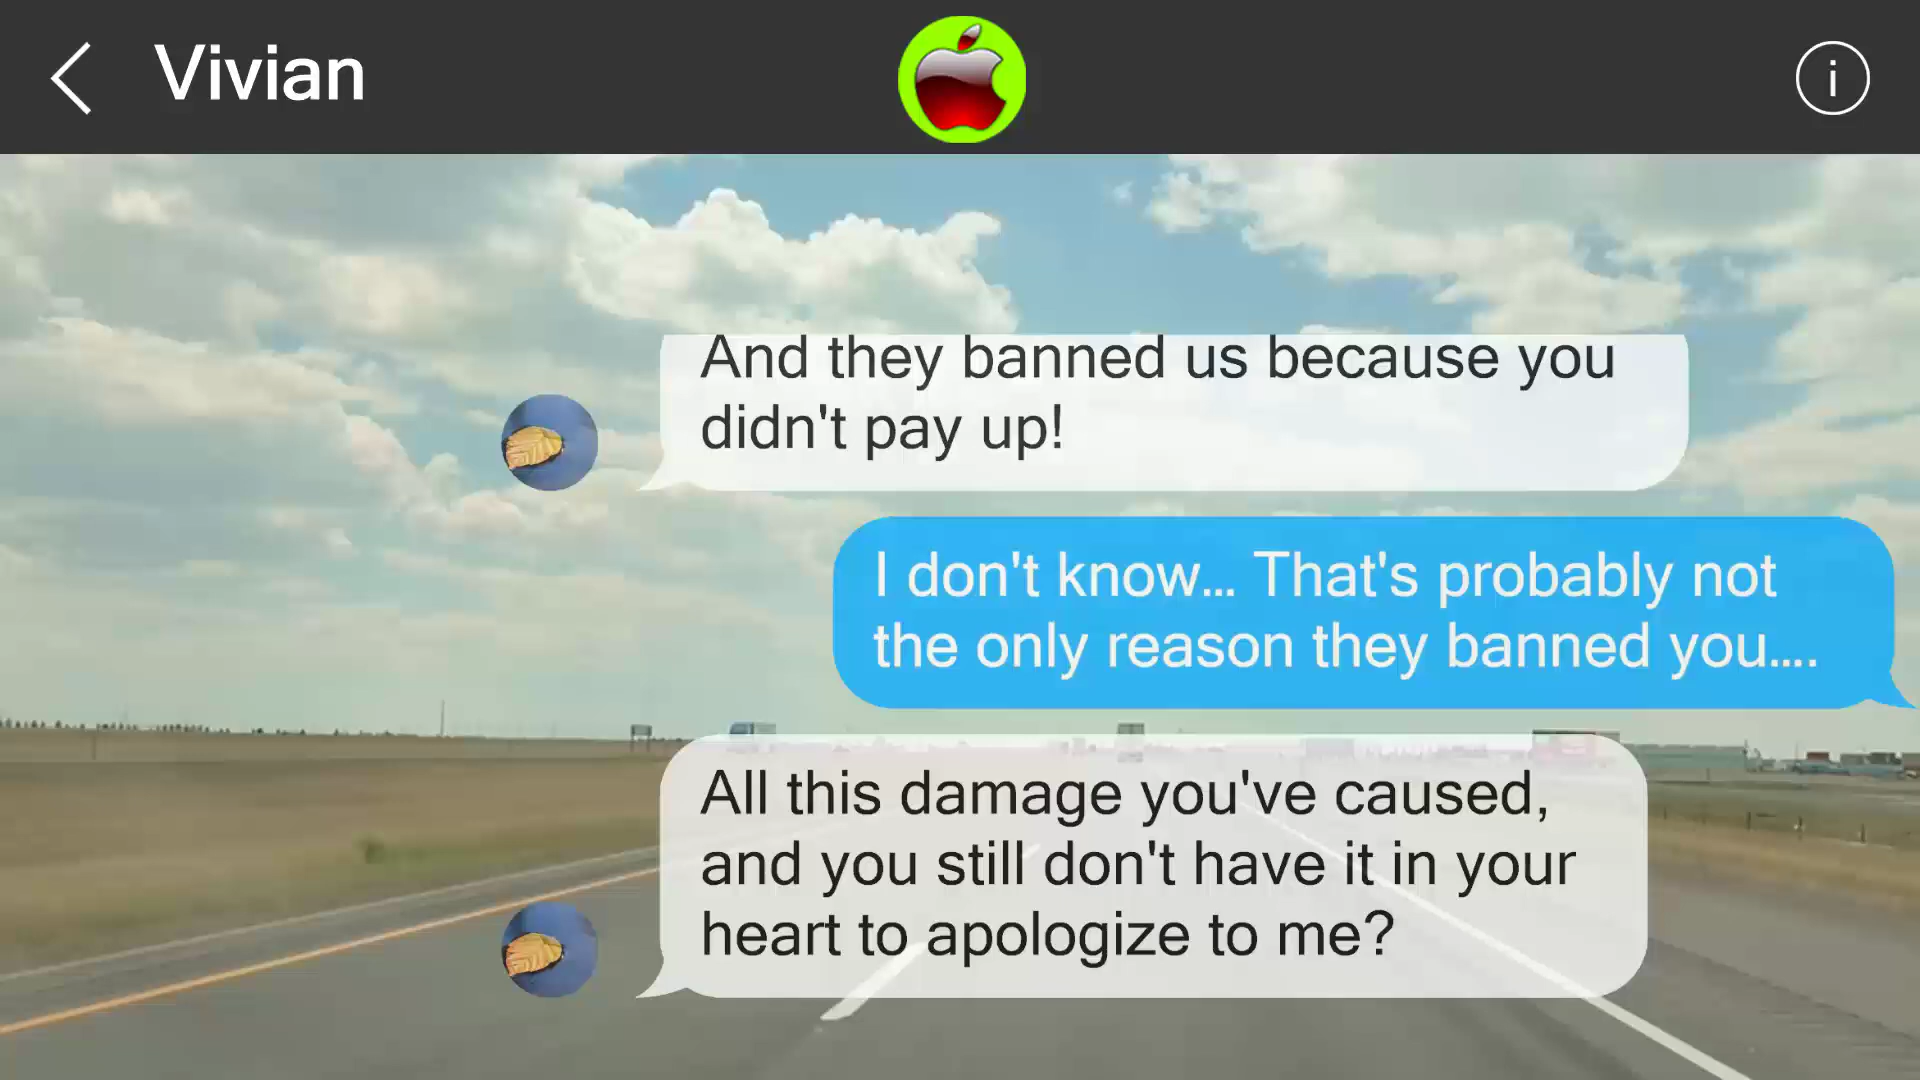 Vivian
i
And they banned us because you
didn't pay up!
I don't know... That's probably not
the only reason they banned you....
All this damage you've caused,
and you still don't have it in your
heart to apologize to me?